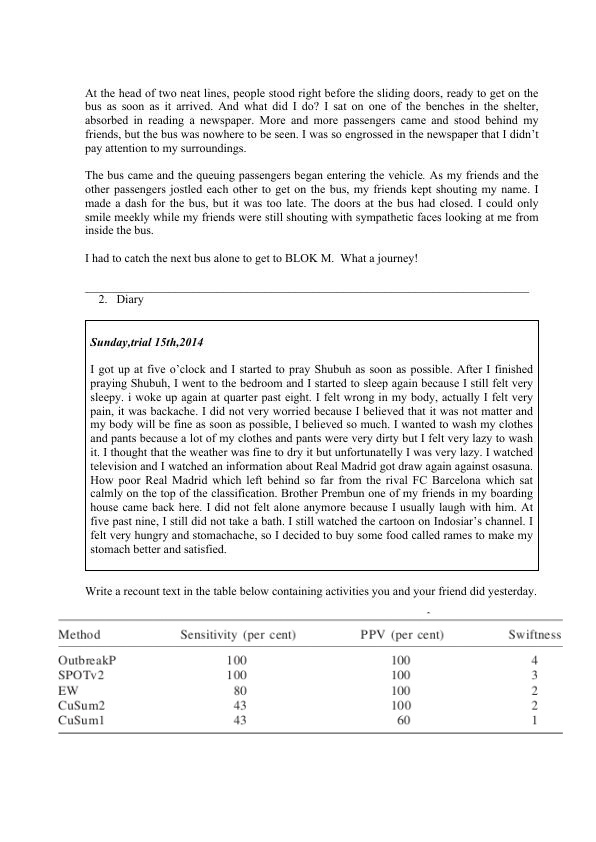 At the head of two neat lines, people stood right before the sliding doors, ready to get on the
bus as soon as it arrived. And what did I do? I sat on one of the benches in the shelter,
absorbed in reading a newspaper. More and more passengers came and stood behind my
friends, but the bus was nowhere to be seen. I was so engrossed in the newspaper that I didn't
pay attention to my surroundings.
The bus came and the queuing passengers began entering the vehicle. As my friends and the
other passengers jostled each other to get on the bus, my friends kept shouting my name. I
made a dash for the bus, but it was too late. The doors at the bus had closed. I could only
smile meekly while my friends were still shouting with sympathetic faces looking at me from
inside the bus.
I had to catch the next bus alone to get to BLOK M. What a journey!
2. Diary
Sunday,trial 15th,2014
I got up at five o'clock and I started to pray Shubuh as soon as possible. After I finished
praying Shubuh, I went to the bedroom and I started to sleep again because I still felt very
sleepy. i woke up again at quarter past eight. I felt wrong in my body, actually I felt very
pain, it was backache. I did not very worried because I believed that it was not matter and
my body will be fine as soon as possible, I believed so much. I wanted to wash my clothes
and pants because a lot of my clothes and pants were very dirty but I felt very lazy to wash
it. I thought that the weather was fine to dry it but unfortunatelly I was very lazy. I watched
television and I watched an information about Real Madrid got draw again against osasuna.
How poor Real Madrid which left behind so far from the rival FC Barcelona which sat
calmly on the top of the classification. Brother Prembun one of my friends in my boarding
house came back here. I did not felt alone anymore because I usually laugh with him. At
five past nine, I still did not take a bath. I still watched the cartoon on Indosiar's channel. I
felt very hungry and stomachache, so I decided to buy some food called rames to make my
stomach better and satisfied.
Write a recount text in the table below containing activities you and your friend did yesterday.
Method Sensitivity (per cent) PPV (per cent) Swiftness
OutbreakP 100 100 4
SPOTv2 100 100 3
EW 80 100 2
CuSum2 43 100 2
CuSum1 43 60 1